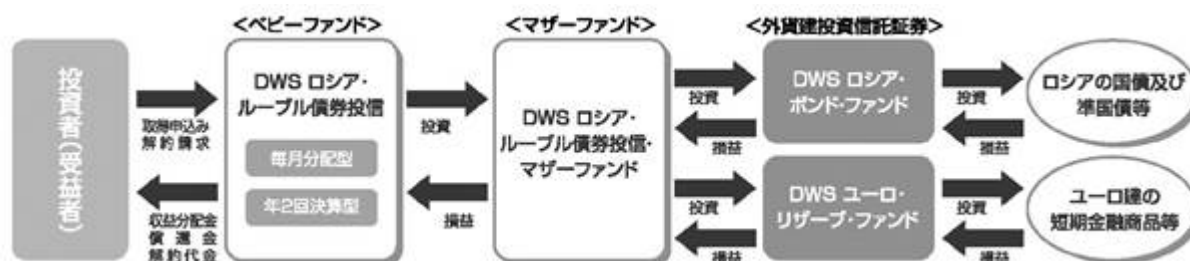 <ベビーファンド>
<マザーファンド>
<外貨建投資信託証券>
投資者(受益者)
取得申込み
解約請求
収益分配金
償還金
解約代金
DWS ロシア・
ルーブル債券投信
毎月分配型
年2回決算型
投資
損益
DWS ロシア・
ルーブル債券投信・
マザーファンド
投資
損益
投資
損益
DWS ロシア・
ボンド・ファンド
DWS ユーロ・
リザーブ・ファンド
投資
損益
投資
損益
ロシアの国債及び
準国債等
ユーロ建の
短期金融商品等